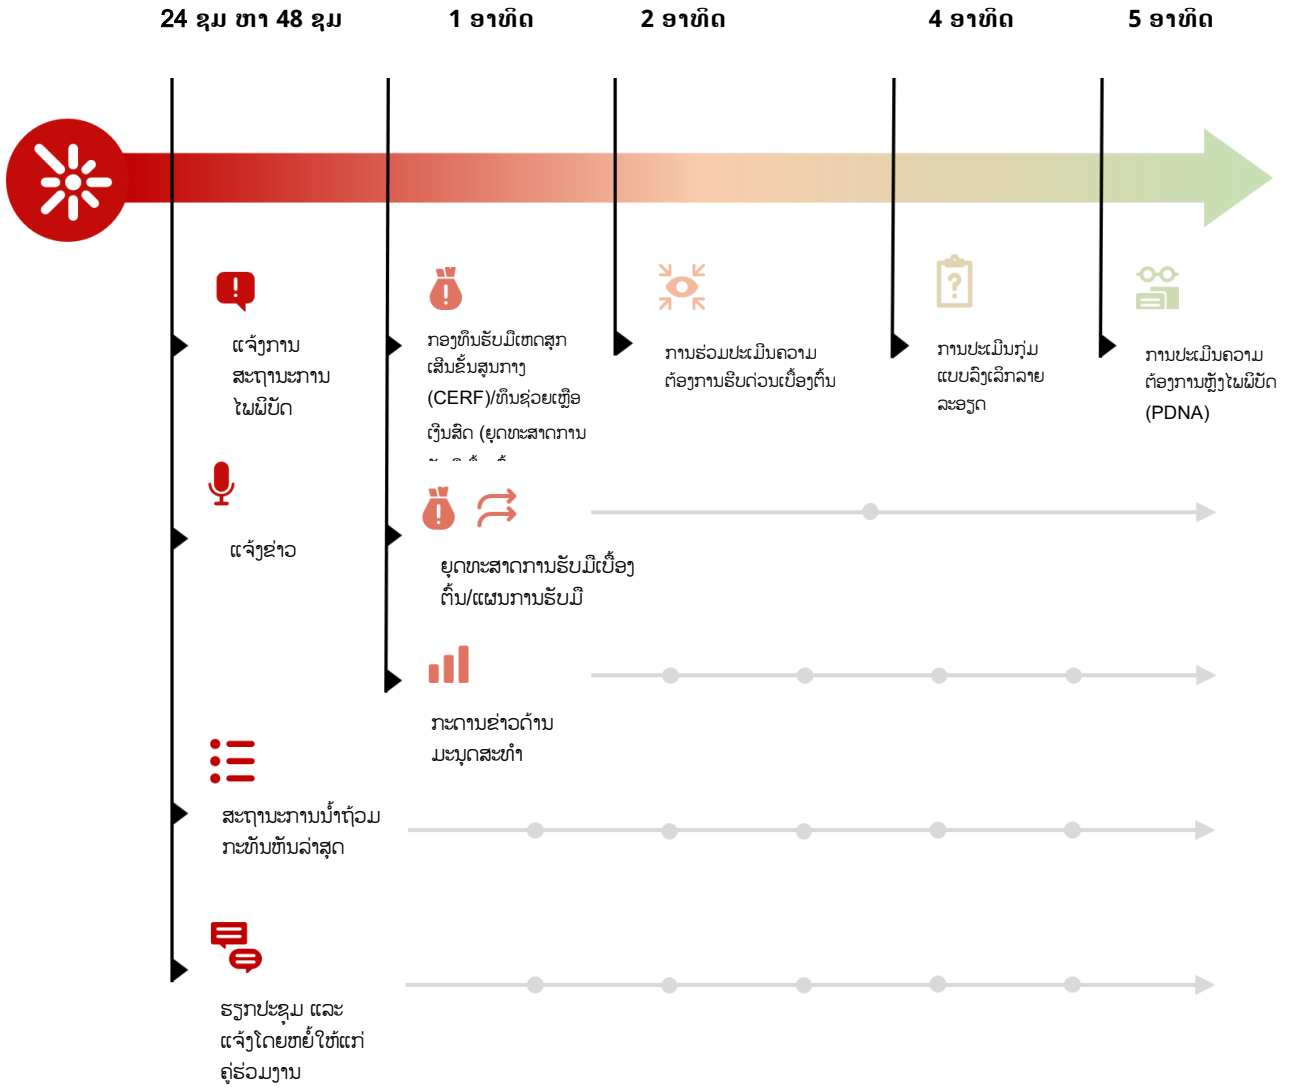 24 ຊມ ຫາ 48 ຊມ
1 ອາທິດ
2 ອາທິດ
4 ອາທິດ
5 ອາທິດ
ແຈ້ງການ
ສະຖານະການ
ໄພພິບັດ
ກອງທຶນຮັບມືເຫດສຸກ
ເສີນຂັ້ນສູນກາງ
(CERF)/ທຶນຊ່ວຍເຫຼືອ
ເງິນສົດ (ຍຸດທະສາດການ
ການຮ່ວມປະເມີນຄວາມ
ຕ້ອງການຮີບດ່ວນເບື້ອງຕົ້ນ
ການປະເມີນກຸ່ມ
ແບບລົງເລິກລາຍ
ລະອຽດ
ການປະເມີນຄວາມ
ຕ້ອງການຫຼັງໄພພິບັດ
(PDNA)
ແຈ້ງຂ່າວ
ຍຸດທະສາດການຮັບມືເບື້ອງ
ຕົ້ນ/ແຜນການຮັບມື
ກະດານຂ່າວດ້ານ
ມະນຸດສະທຳ
ສະຖານະການນ້ຳຖ້ວມ
ກະທັນຫັນລ່າສຸດ
ຮຽກປະຊຸມ ແລະ
ແຈ້ງໂດຍຫຍໍ້ໃຫ້ແກ່
ຄູ່ຮ່ວມງານ